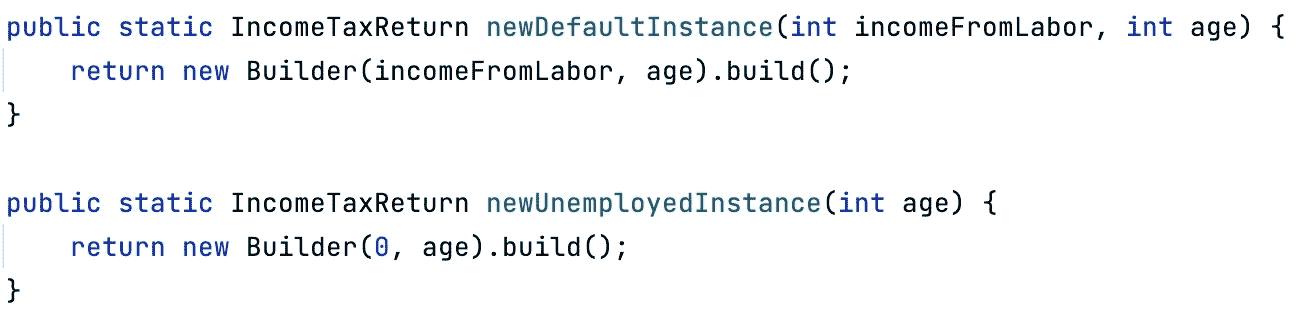 public static IncomeTaxReturn newDefaultInstance(int incomeFromLabor, int age) {
    return new Builder(incomeFromLabor, age).build();
}

public static IncomeTaxReturn newUnemployedInstance(int age) {
    return new Builder(0, age).build();
}